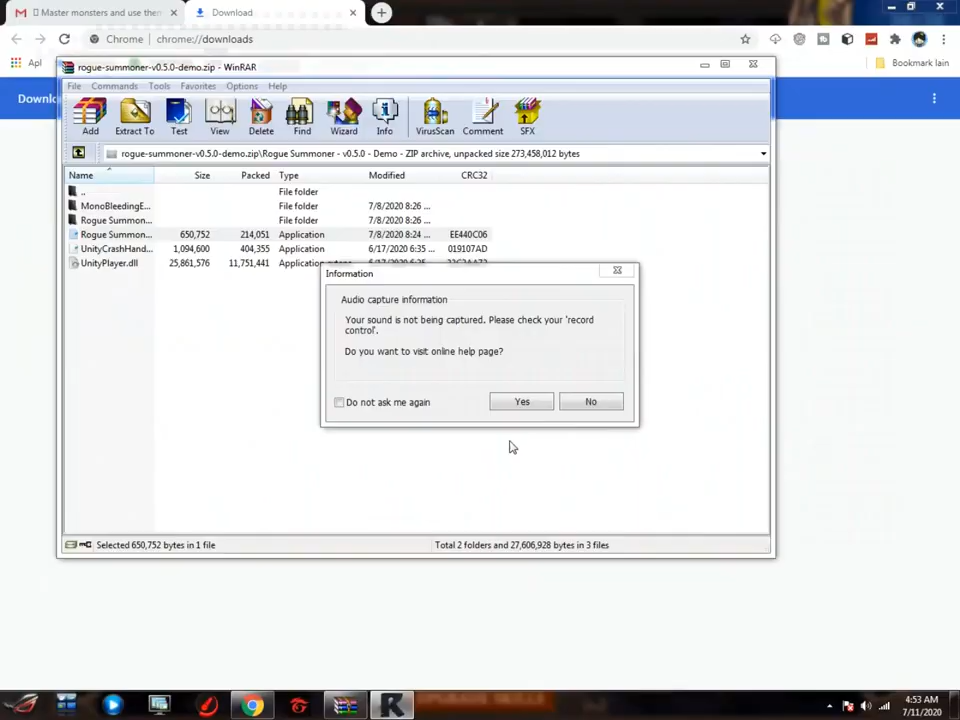 Master monsters and use them
Download
Chrome | chrome://downloads
Apl
Bookmark lain
rogue-summoner-v0.5.0-demo.zip - WinRAR
File Commands Tools Favorites Options Help
Downlo
Add Extract To Test View Delete Find Wizard Info VirusScan Comment SFX
rogue-summoner-v0.5.0-demo.zip\Rogue Summoner - v0.5.0 - Demo - ZIP archive, unpacked size 273,458,012 bytes
Name Size Packed Type Modified CRC32
.. File folder
MonoBleedingE... File folder 7/8/2020 8:26 ...
Rogue Summon... File folder 7/8/2020 8:26 ...
Rogue Summon... 650,752 214,051 Application 7/8/2020 8:24 ... EE440C06
UnityCrashHand... 1,094,600 404,355 Application 6/17/2020 6:35 ... 019107AD
UnityPlayer.dll 25,861,576 11,751,441
Information
Audio capture information
Your sound is not being captured. Please check your 'record
control'.
Do you want to visit online help page?
Do not ask me again Yes No
Selected 650,752 bytes in 1 file Total 2 folders and 27,606,928 bytes in 3 files
4:53 AM
7/11/2020